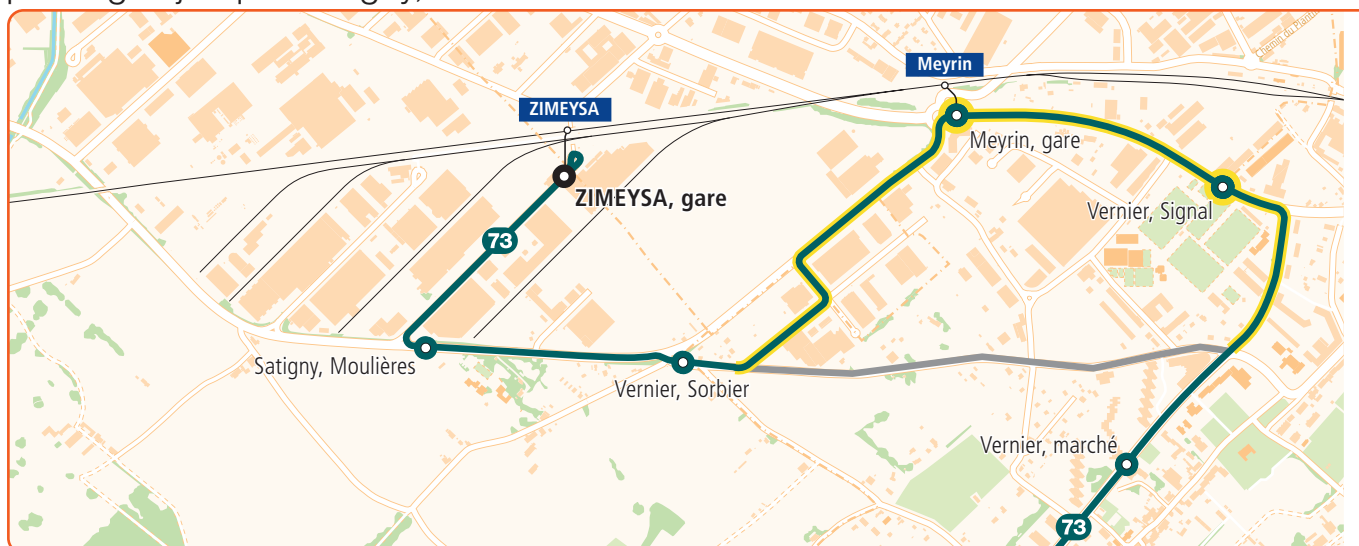 Meyrin
ZIMEYSA
Meyrin, gare
ZIMEYSA, gare
Vernier, Signal
73
Satigny, Moulières
Vernier, Sorbier
Vernier, marché
73